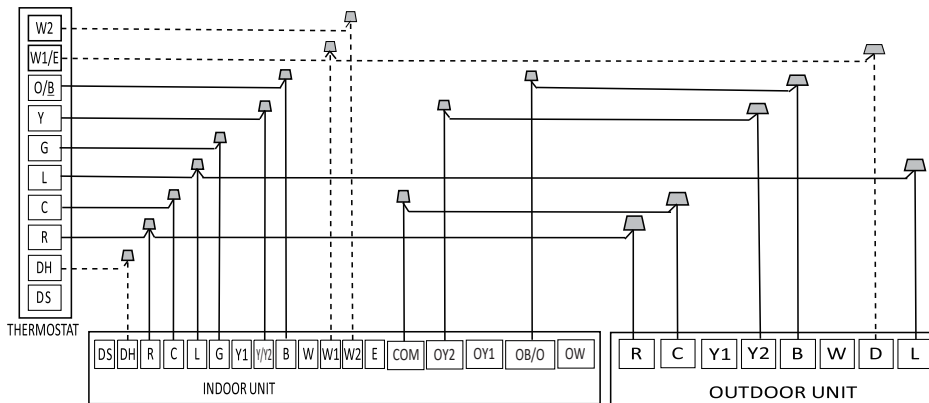 W2
W1/E
O/B
Y
G
L
C
R
DH
DS
THERMOSTAT
DS DH R C L G Y1 Y/Y2 B W W1 W2 E COM OY2 OY1 OB/O OW
INDOOR UNIT
R C Y1 Y2 B W D L
OUTDOOR UNIT